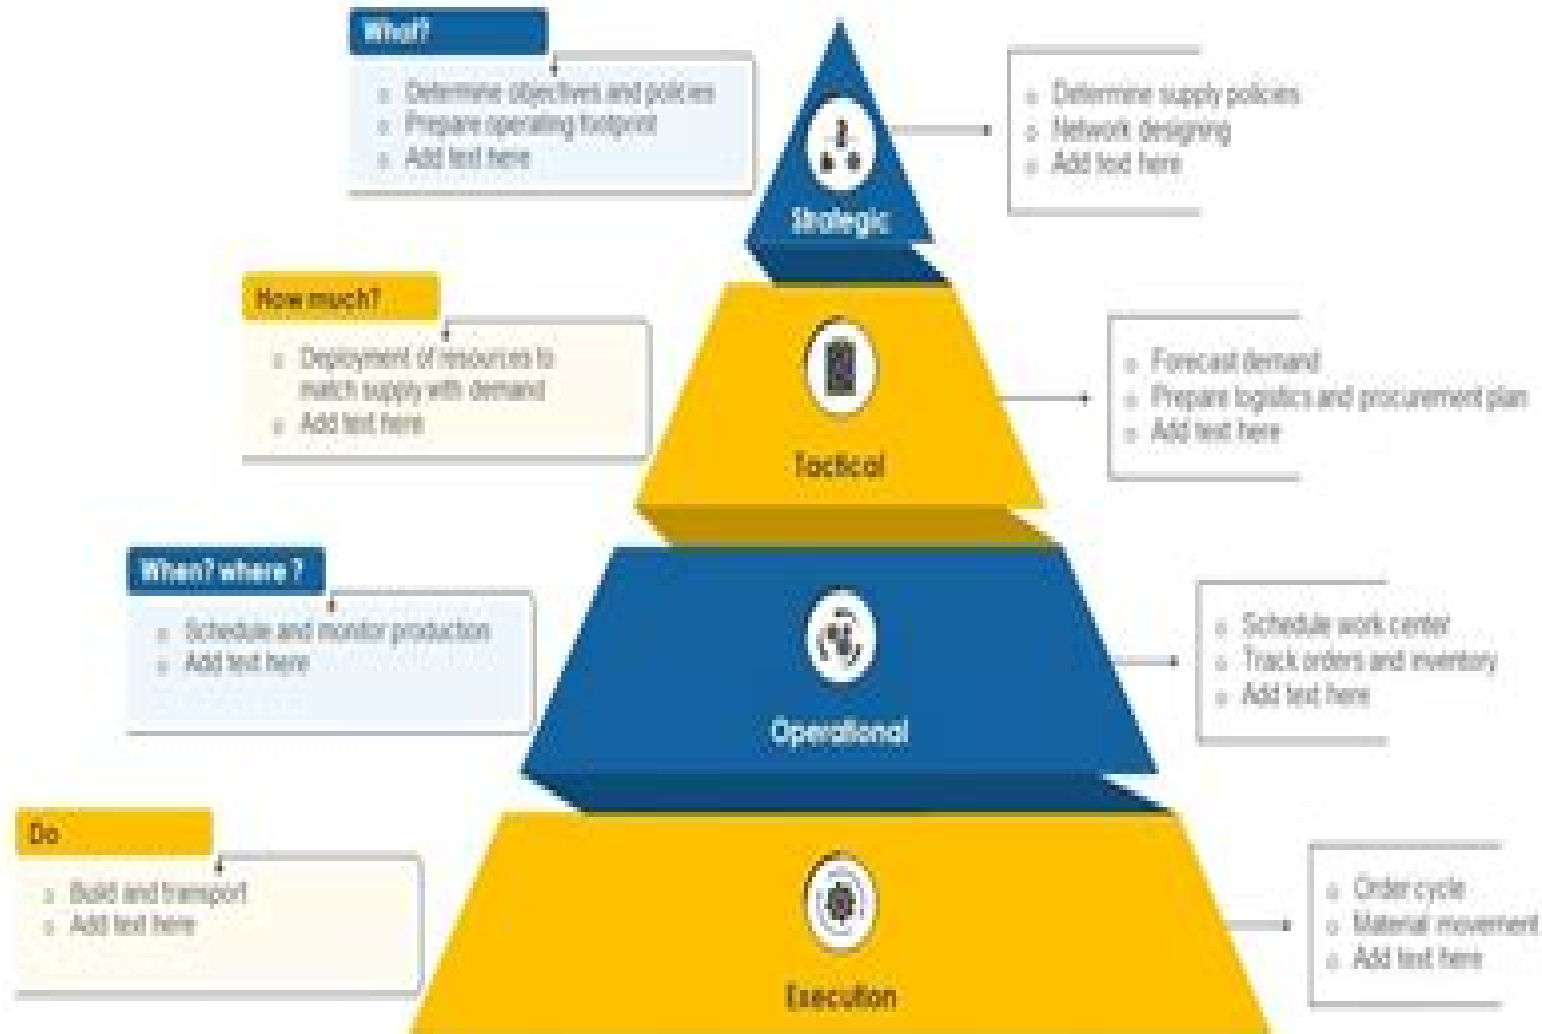 What?
Determine objectives and policies
Prepare operating footprint
Add text here
Strategic
Determine supply policies
Network designing
Add text here
How much?
Deployment of resources to
match supply with demand
Add text here
Tactical
Forecast demand
Prepare logistics and procurement plan
Add text here
When? where ?
Schedule and monitor production
Add text here
Operational
Schedule work center
Track orders and inventory
Add text here
Do
Build and transport
Add text here
Execution
Order cycle
Material movement
Add text here